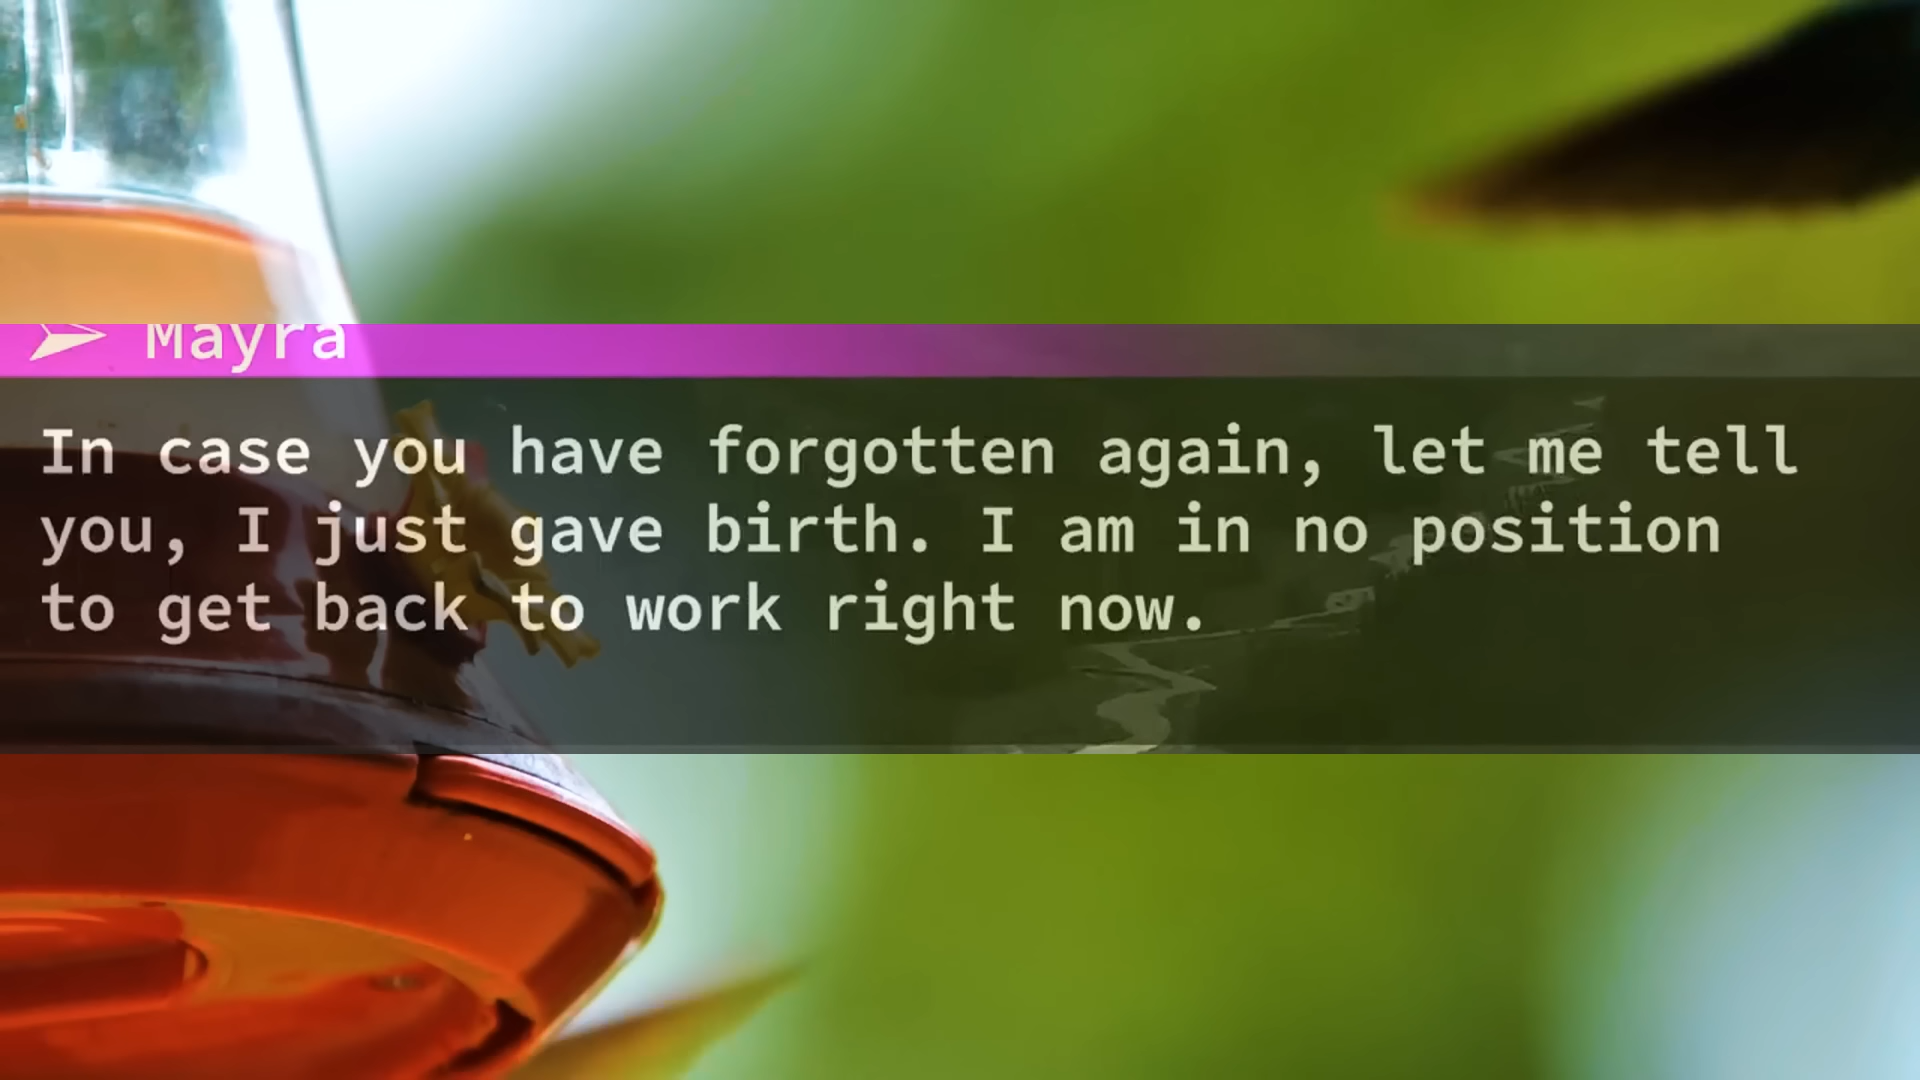 Mayra
In case you have forgotten again, let me tell
you, I just gave birth. I am in no position
to get back to work right now.